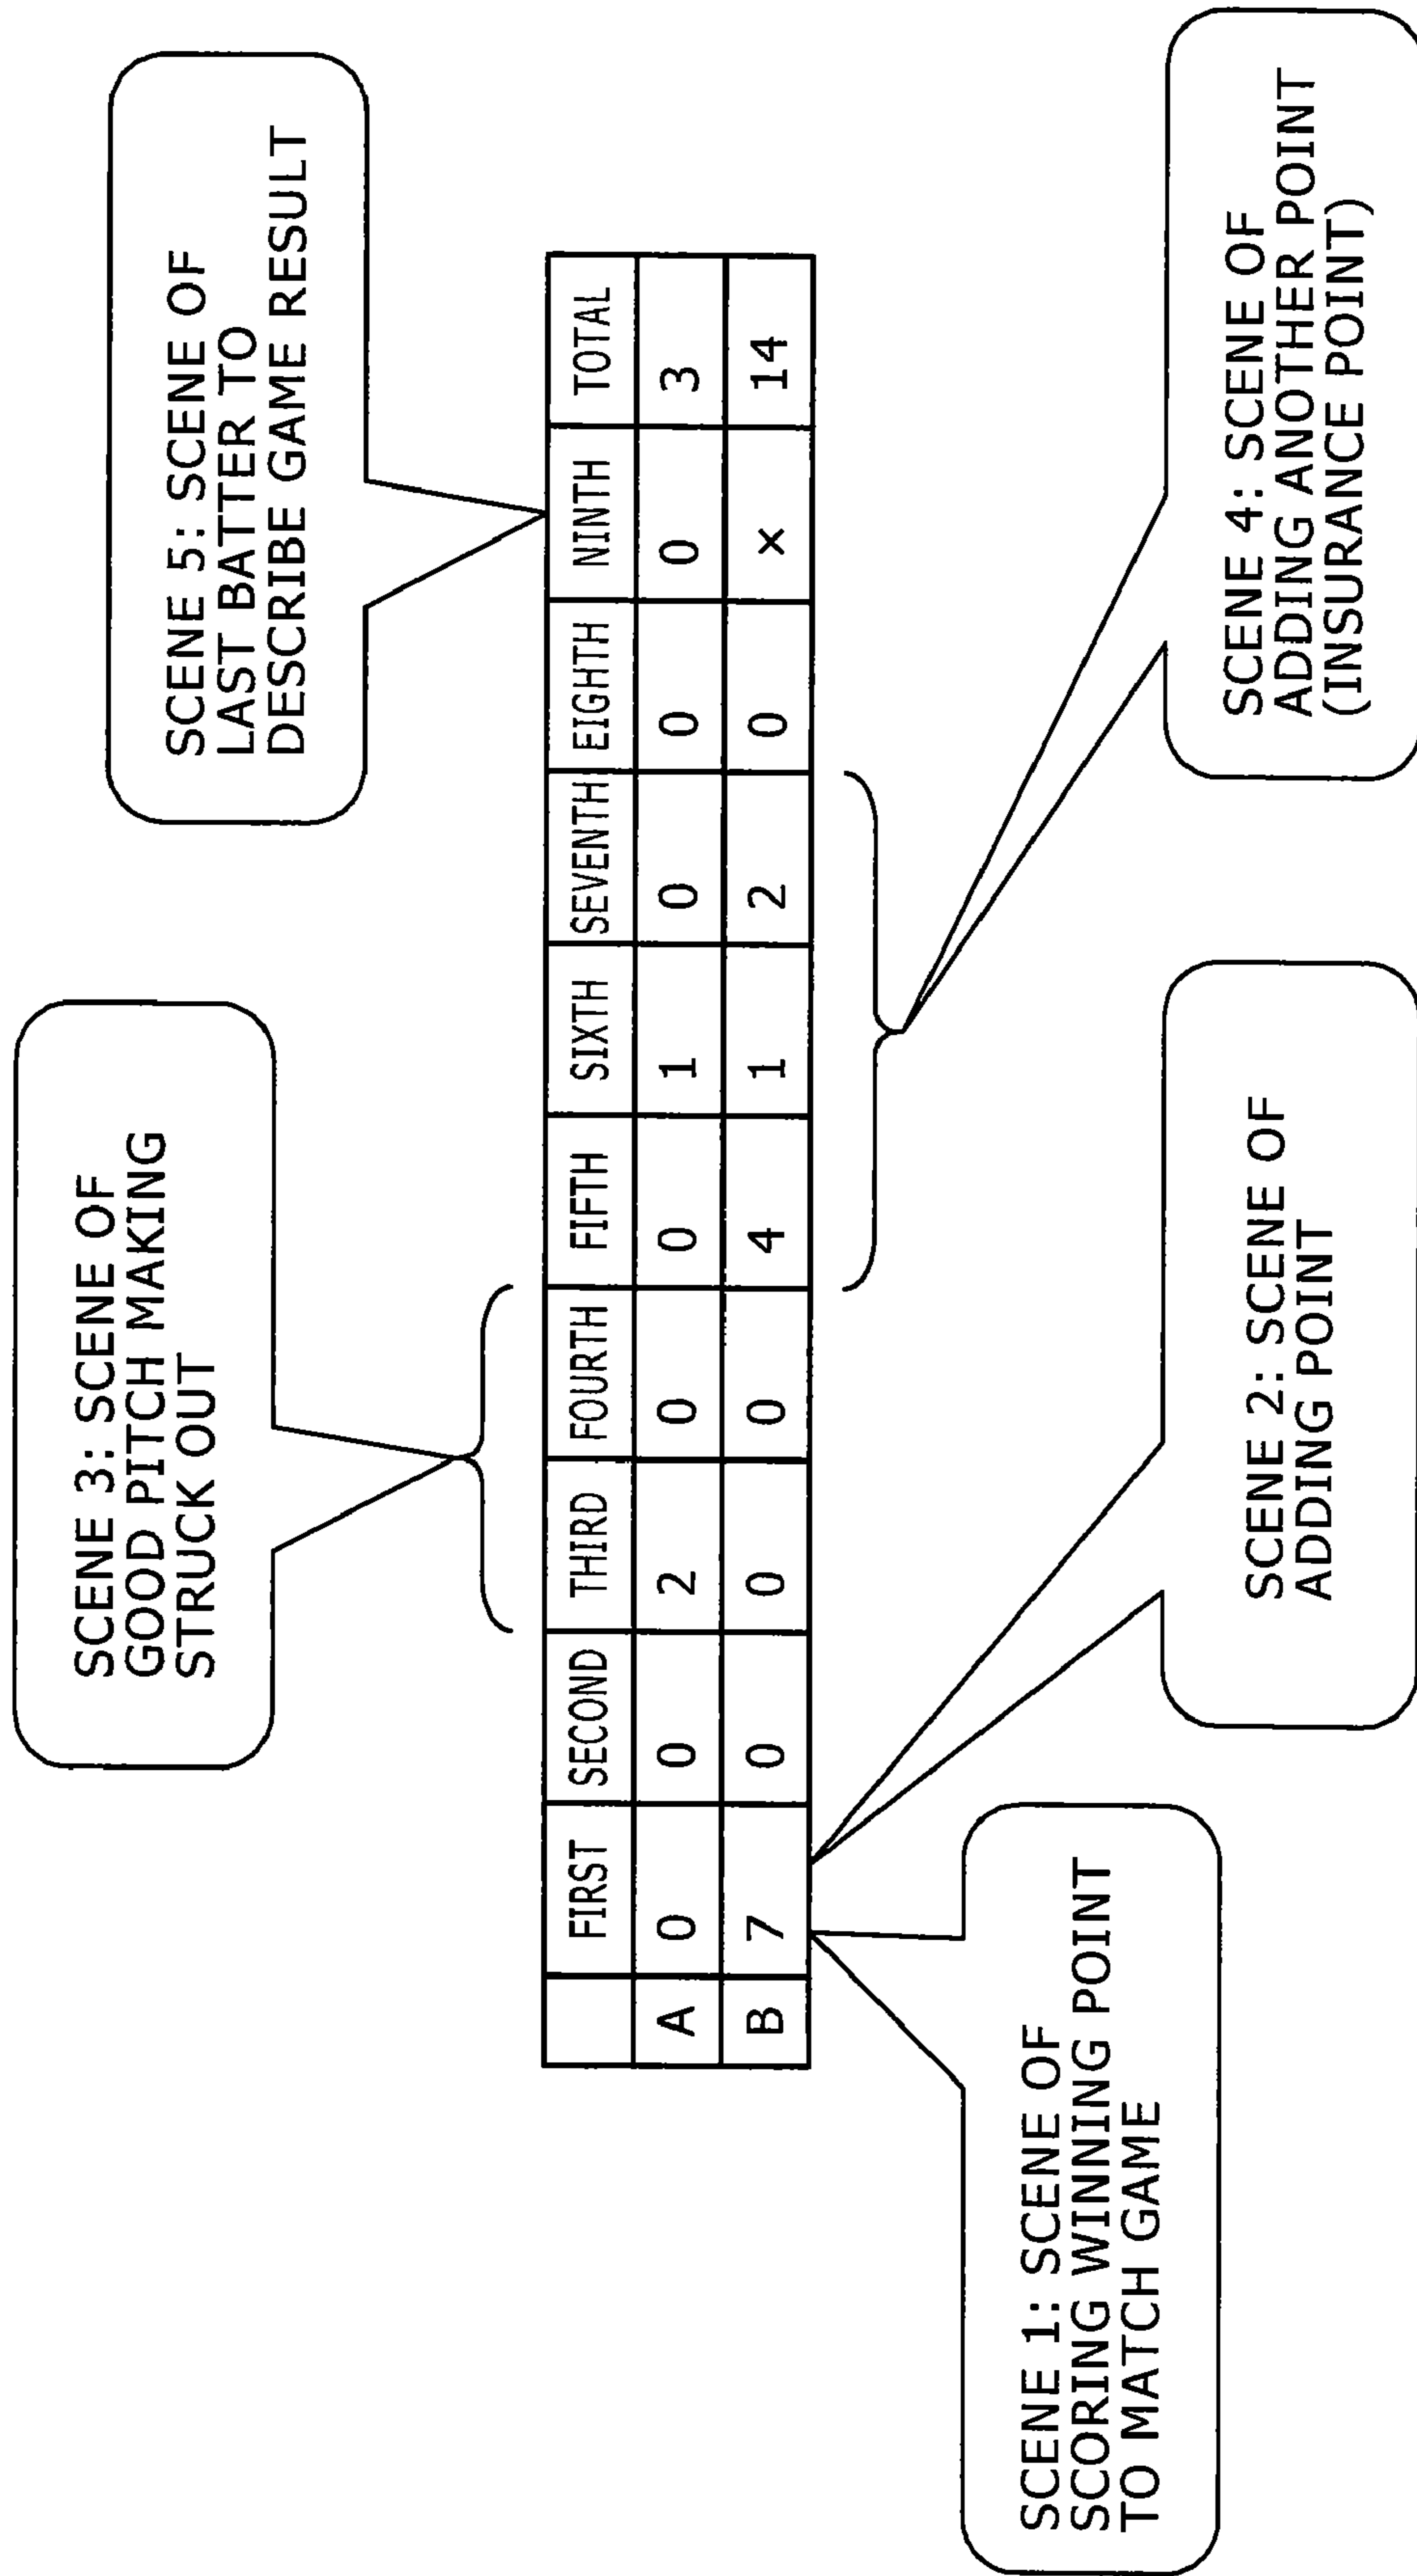 SCENE 3: SCENE OF
GOOD PITCH MAKING
STRUCK OUT
SCENE 5: SCENE OF
LAST BATTER TO
DESCRIBE GAME RESULT
FIRST SECOND THIRD FOURTH FIFTH SIXTH SEVENTH EIGHTH NINTH TOTAL
A 0 0 2 0 0 1 0 0 0 3
B 7 0 0 0 4 1 2 0 × 14
SCENE 1: SCENE OF
SCORING WINNING POINT
TO MATCH GAME
SCENE 2: SCENE OF
ADDING POINT
SCENE 4: SCENE OF
ADDING ANOTHER POINT
(INSURANCE POINT)